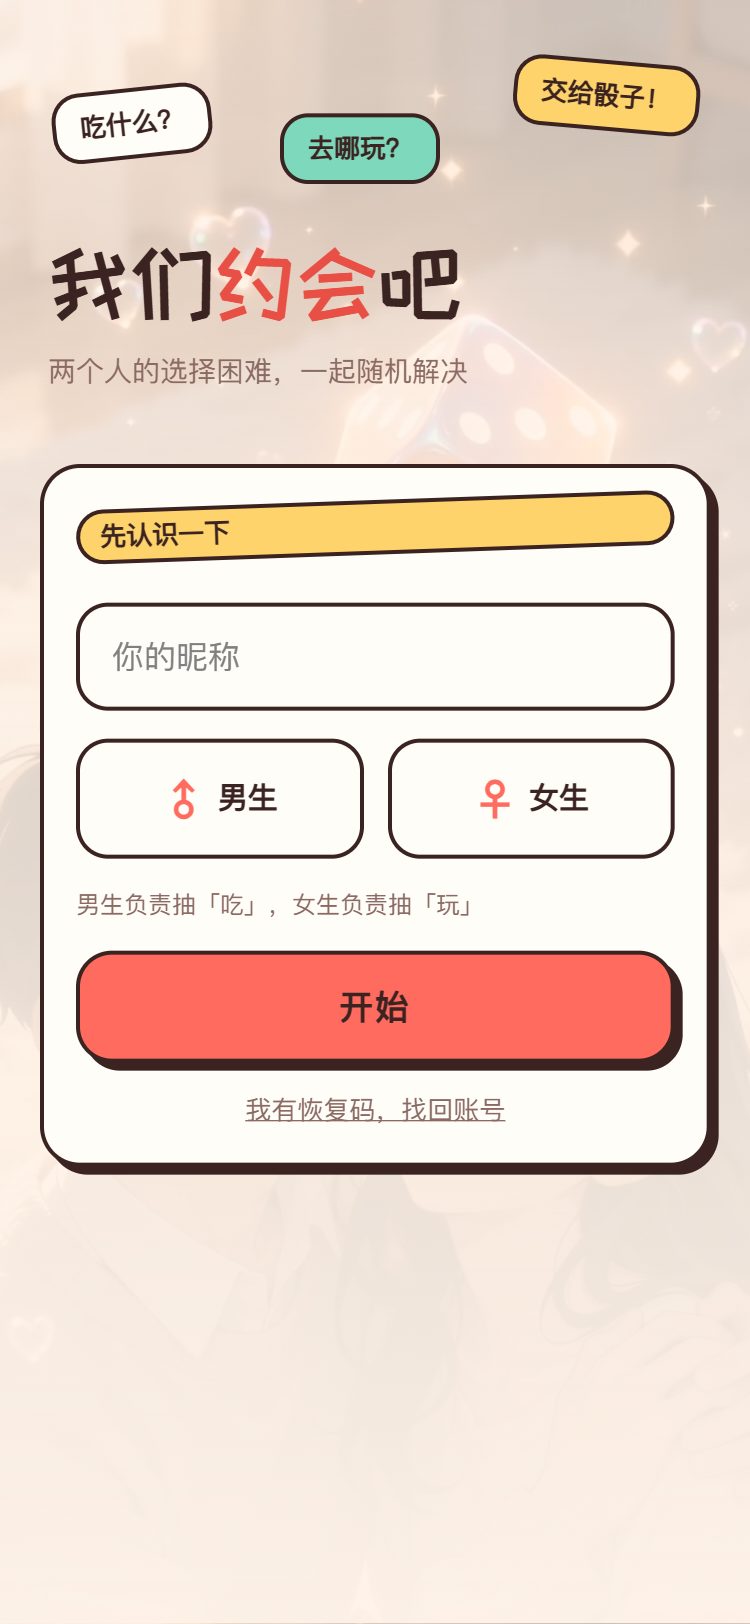 吃什么？
去哪玩？
交给骰子！
我们约会吧
两个人的选择困难，一起随机解决
先认识一下
你的昵称
男生
女生
男生负责抽「吃」，女生负责抽「玩」
开始
我有恢复码，找回账号